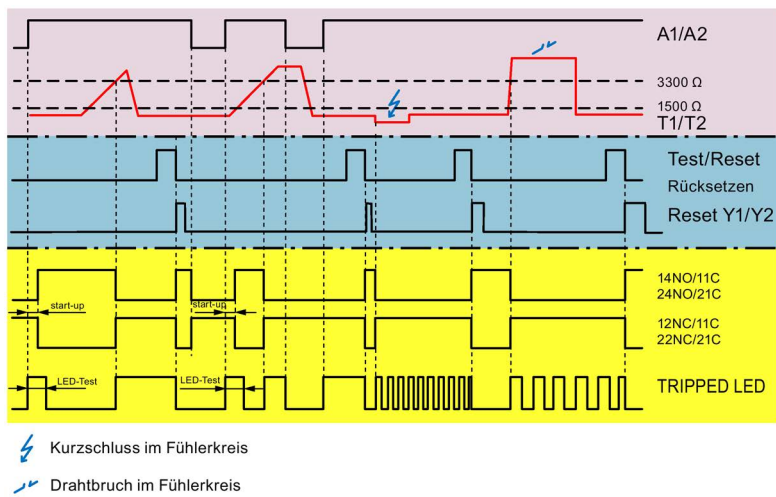 A1/A2
3300 Ω
1500 Ω
T1/T2
Test/Reset
Rücksetzen
Reset Y1/Y2
14NO/11C
24NO/21C
start-up
start-up
12NC/11C
22NC/21C
LED-Test
LED-Test
TRIPPED LED
Kurzschluss im Fühlerkreis
Drahtbruch im Fühlerkreis